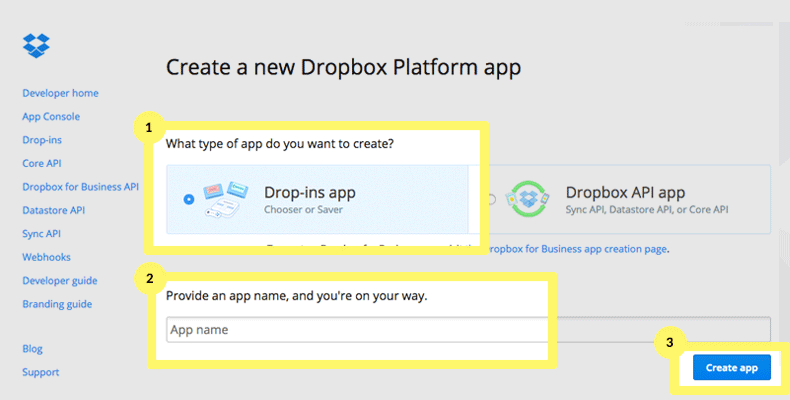 Create a new Dropbox Platform app
Developer home
App Console
Drop-ins
Core API
Dropbox for Business API
Datastore API
Sync API
Webhooks
Developer guide
Branding guide
Blog
Support
1
What type of app do you want to create?
Drop-ins app
Chooser or Saver
Dropbox API app
Sync API, Datastore API, or Core API
Dropbox for Business app creation page.
2
Provide an app name, and you're on your way.
App name
3
Create app